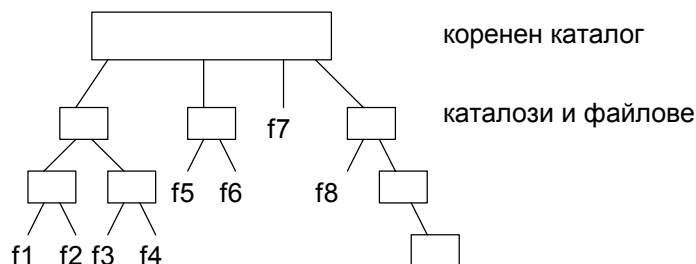 коренен каталог
каталози и файлове
f7
f5 f6 f8
f1 f2 f3 f4